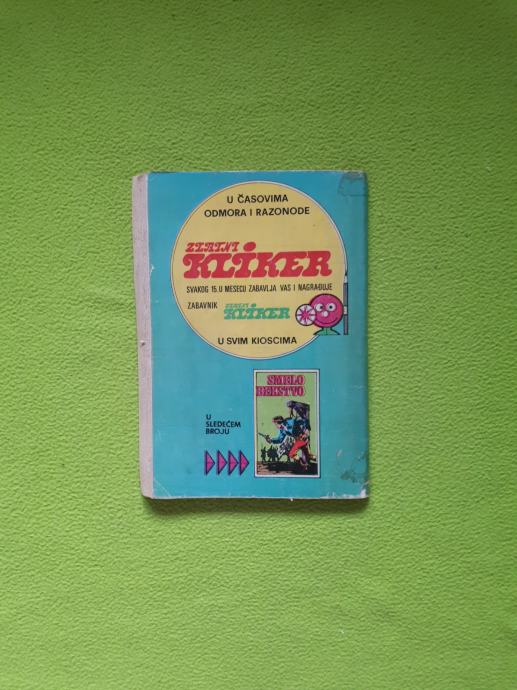 U ČASOVIMA
ODMORA I RAZONODE
ZLATNI
KLIKER
SVAKOG 15. U MESECU ZABAVLJA VAS I NAGRAĐUJE
ZABAVNIK ZLATNI KLIKER
U SVIM KIOSCIMA
SMELO
BEKSTVO
U
SLEDEĆEM
BROJU